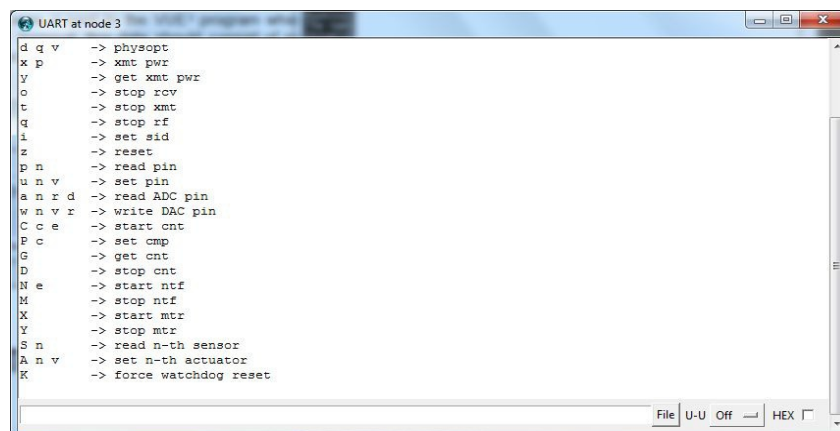 UART at node 3
d q v -> physopt
x p -> xmt pwr
y -> get xmt pwr
o -> stop rcv
t -> stop xmt
q -> stop rf
i -> set sid
z -> reset
p n -> read pin
u n v -> set pin
a n r d -> read ADC pin
w n v r -> write DAC pin
C c e -> start cnt
P c -> set cmp
G -> get cnt
D -> stop cnt
N e -> start ntf
M -> stop ntf
X -> start mtr
Y -> stop mtr
S n -> read n-th sensor
A n v -> set n-th actuator
K -> force watchdog reset
File U-U Off HEX